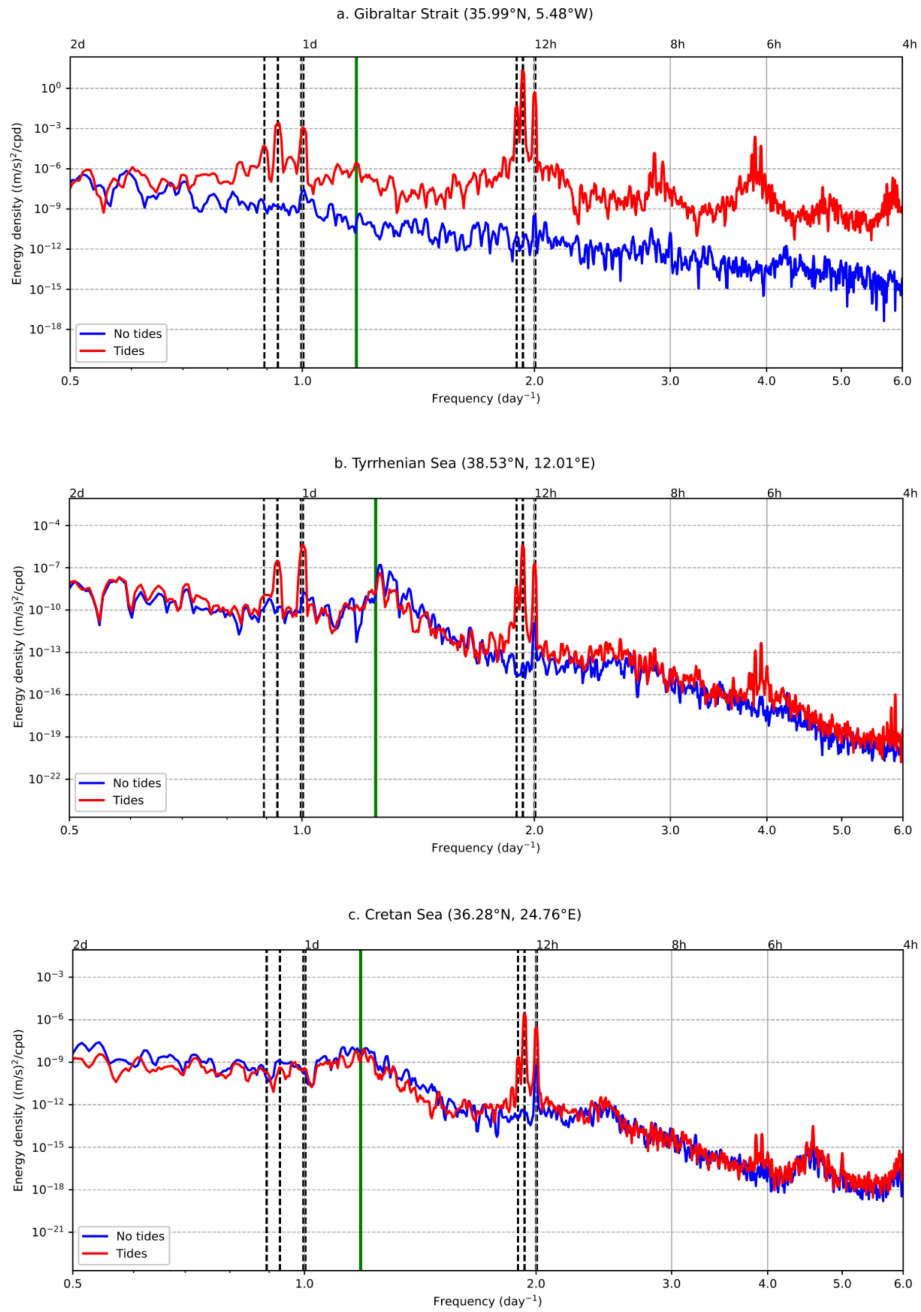 a. Gibraltar Strait (35.99°N, 5.48°W)
2d 1d 12h 8h 6h 4h
10⁰
10⁻³
10⁻⁶
10⁻⁹
10⁻¹²
10⁻¹⁵
10⁻¹⁸
Energy density ((m/s)²/cpd)
No tides
Tides
0.5 1.0 2.0 3.0 4.0 5.0 6.0
Frequency (day⁻¹)
b. Tyrrhenian Sea (38.53°N, 12.01°E)
2d 1d 12h 8h 6h 4h
10⁻⁴
10⁻⁷
10⁻¹⁰
10⁻¹³
10⁻¹⁶
10⁻¹⁹
10⁻²²
Energy density ((m/s)²/cpd)
No tides
Tides
0.5 1.0 2.0 3.0 4.0 5.0 6.0
Frequency (day⁻¹)
c. Cretan Sea (36.28°N, 24.76°E)
2d 1d 12h 8h 6h 4h
10⁻³
10⁻⁶
10⁻⁹
10⁻¹²
10⁻¹⁵
10⁻¹⁸
10⁻²¹
Energy density ((m/s)²/cpd)
No tides
Tides
0.5 1.0 2.0 3.0 4.0 5.0 6.0
Frequency (day⁻¹)